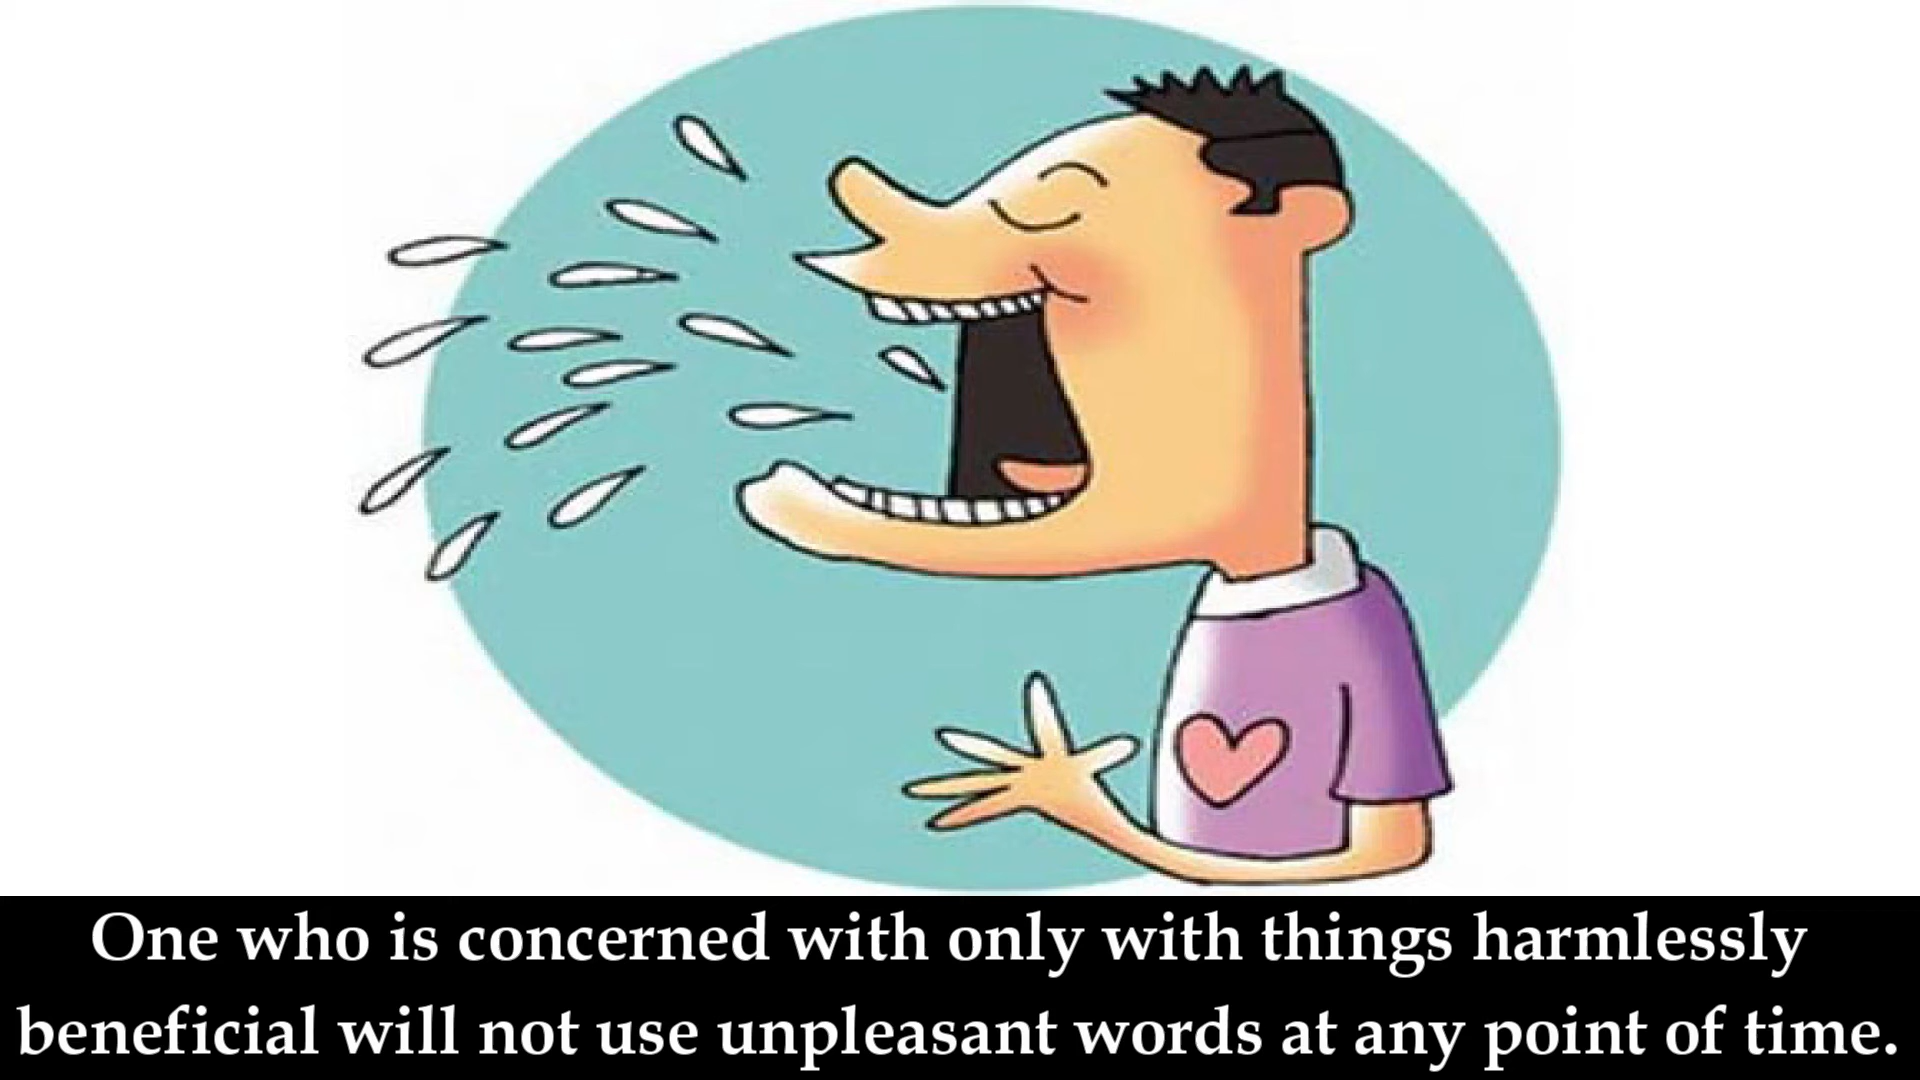 One who is concerned with only with things harmlessly
beneficial will not use unpleasant words at any point of time.